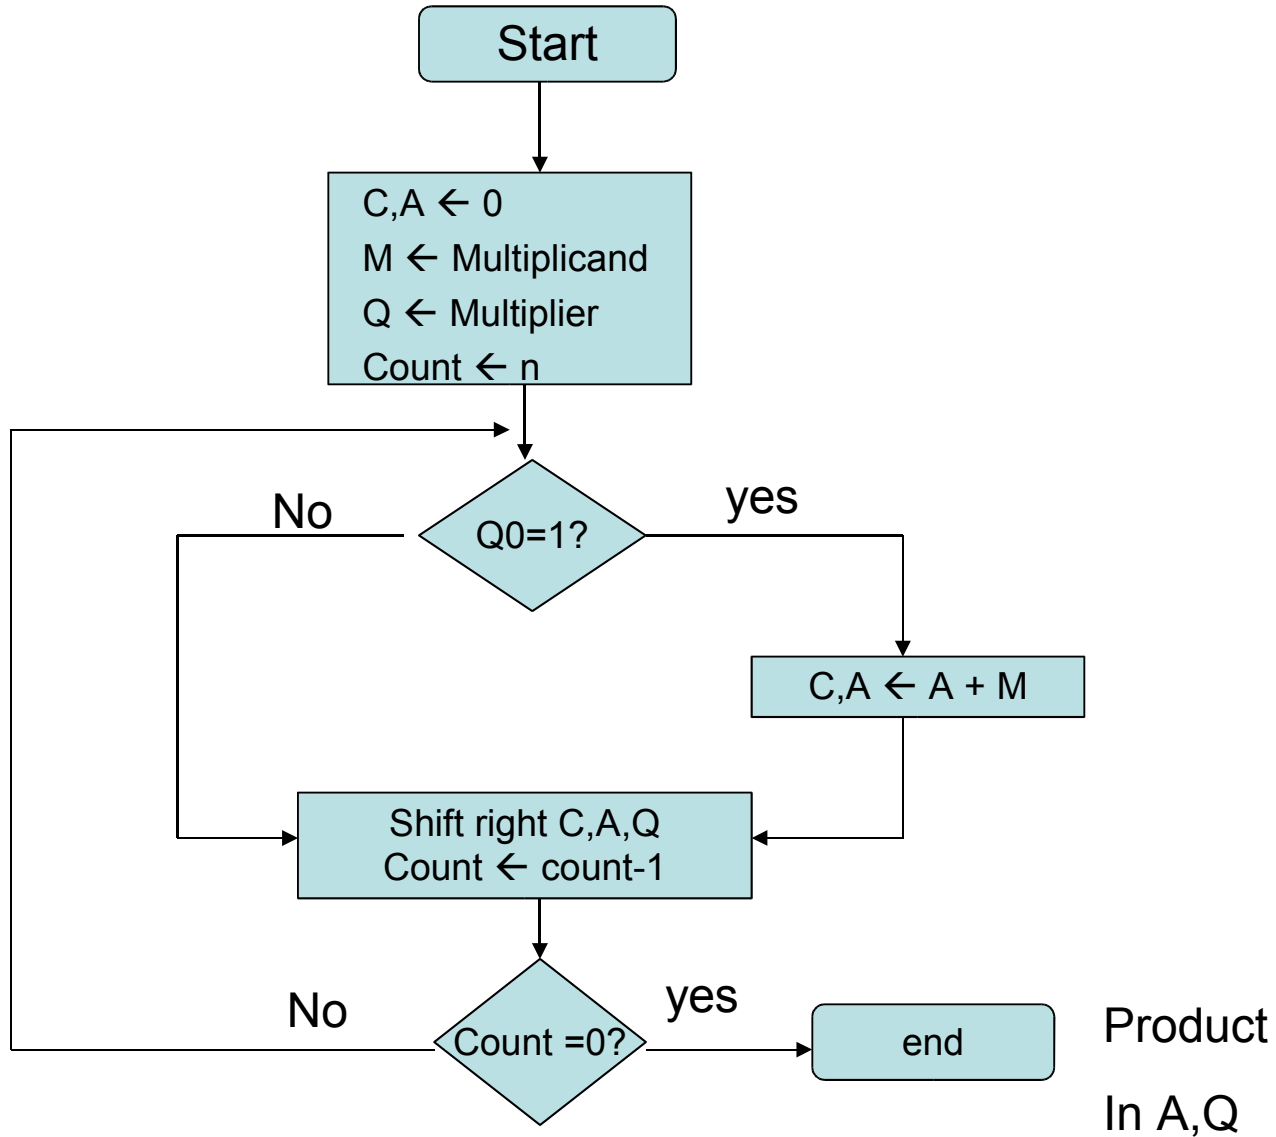 Start
C,A ← 0
M ← Multiplicand
Q ← Multiplier
Count ← n
No
yes
Q0=1?
C,A ← A + M
Shift right C,A,Q
Count ← count-1
No
yes
Count =0?
end
Product
In A,Q